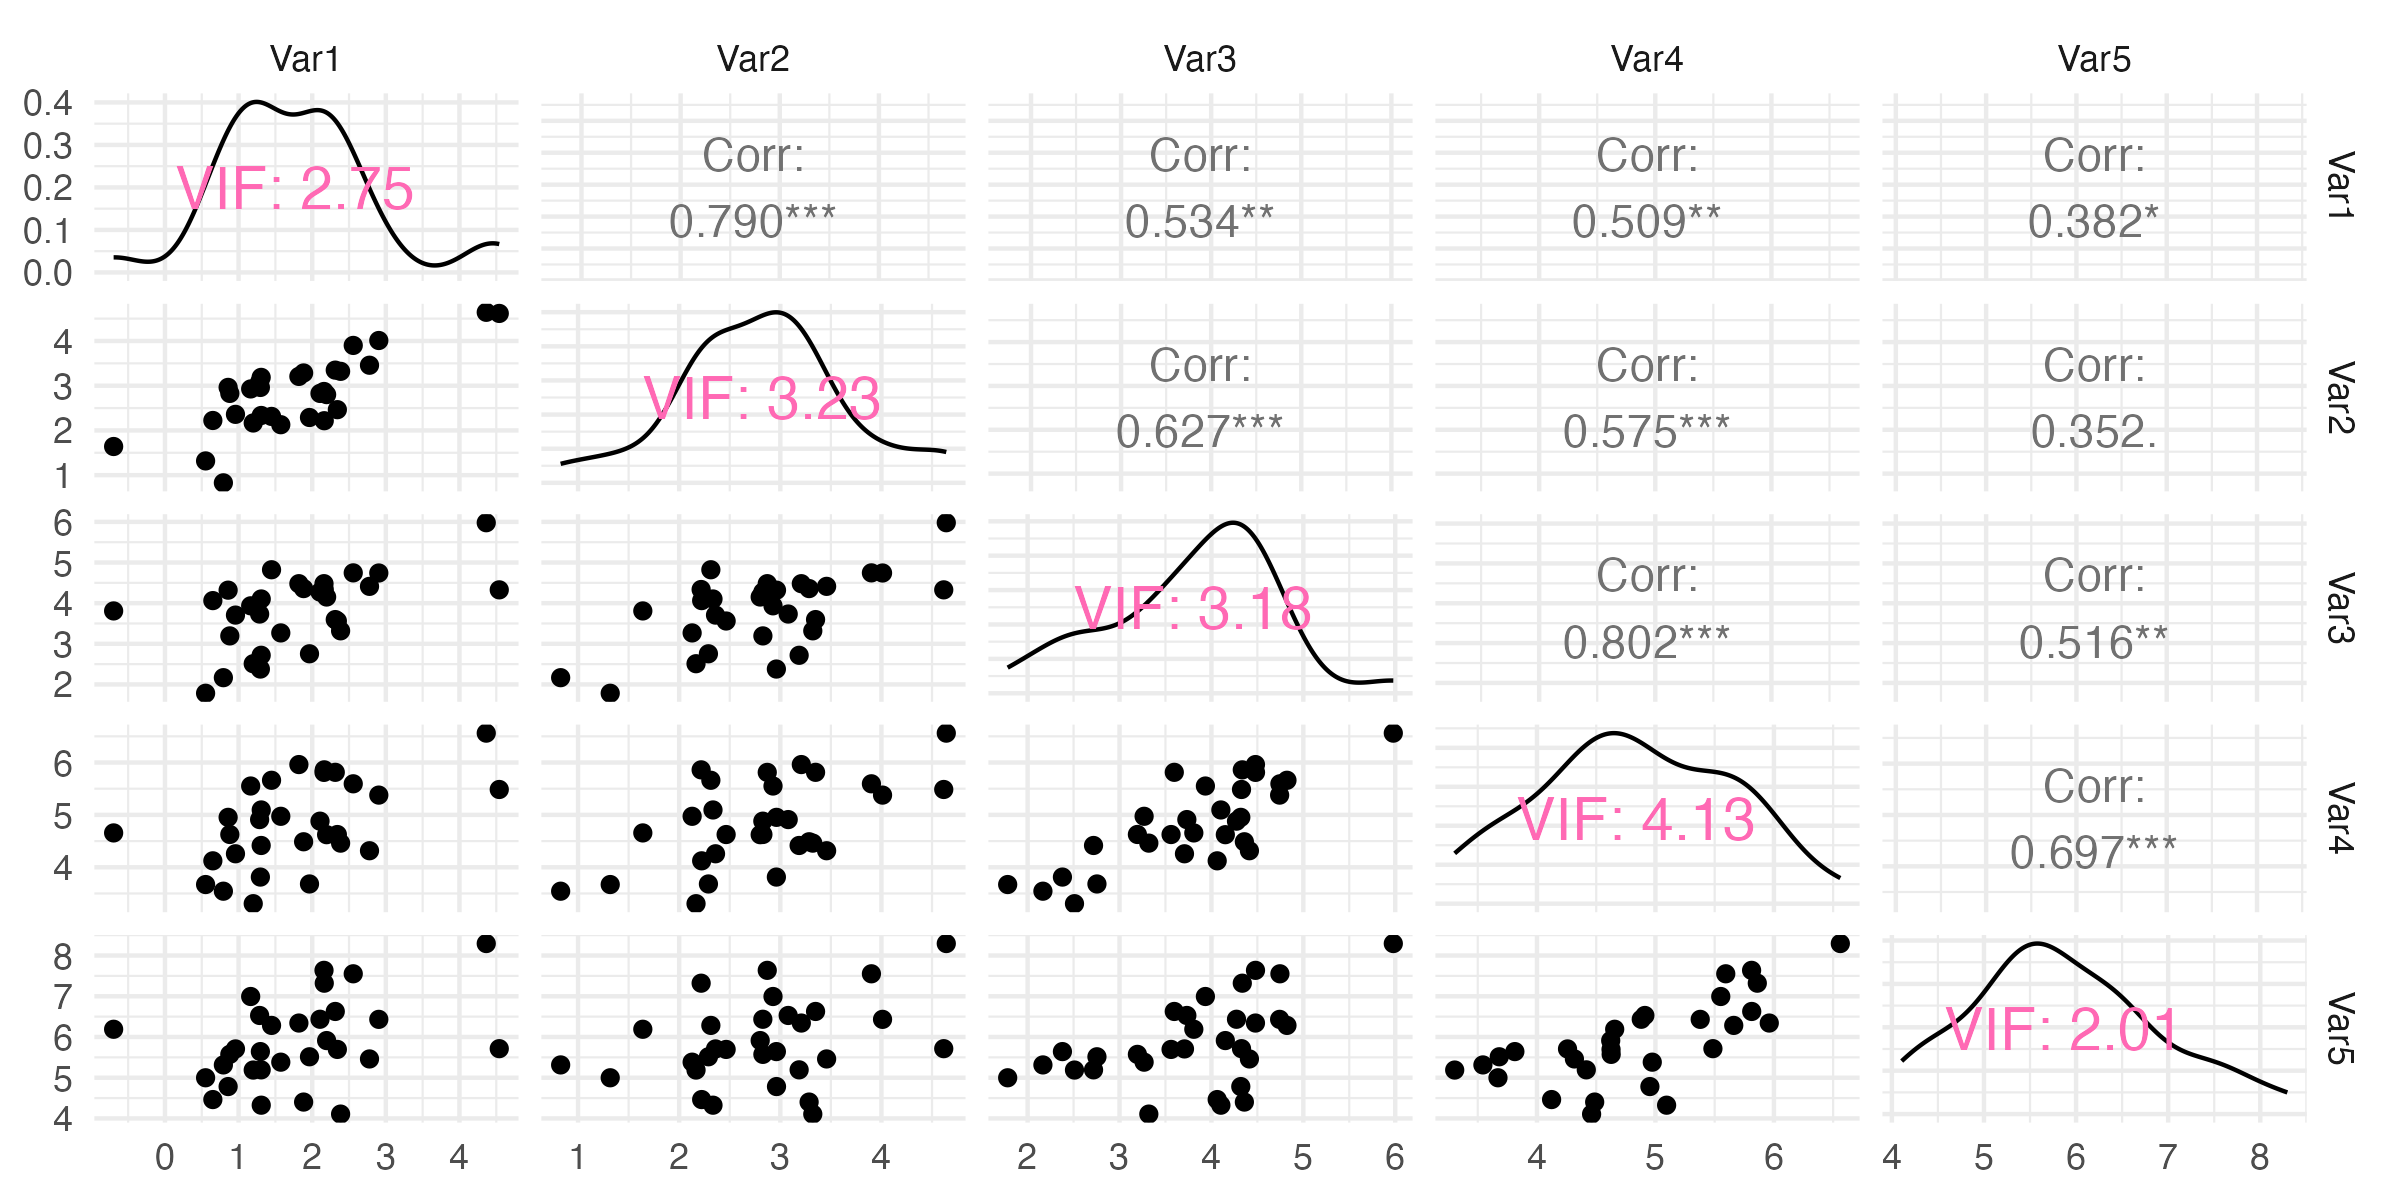 Var1 Var2 Var3 Var4 Var5
0.4
0.3
0.2
0.1
0.0
VIF: 2.75
Corr:
0.790***
Corr:
0.534**
Corr:
0.509**
Corr:
0.382*
Var1
4
3
2
1
VIF: 3.23
Corr:
0.627***
Corr:
0.575***
Corr:
0.352.
Var2
6
5
4
3
2
VIF: 3.18
Corr:
0.802***
Corr:
0.516**
Var3
6
5
4
VIF: 4.13
Corr:
0.697***
Var4
8
7
6
5
4
VIF: 2.01
Var5
0 1 2 3 4 1 2 3 4 2 3 4 5 6 4 5 6 4 5 6 7 8